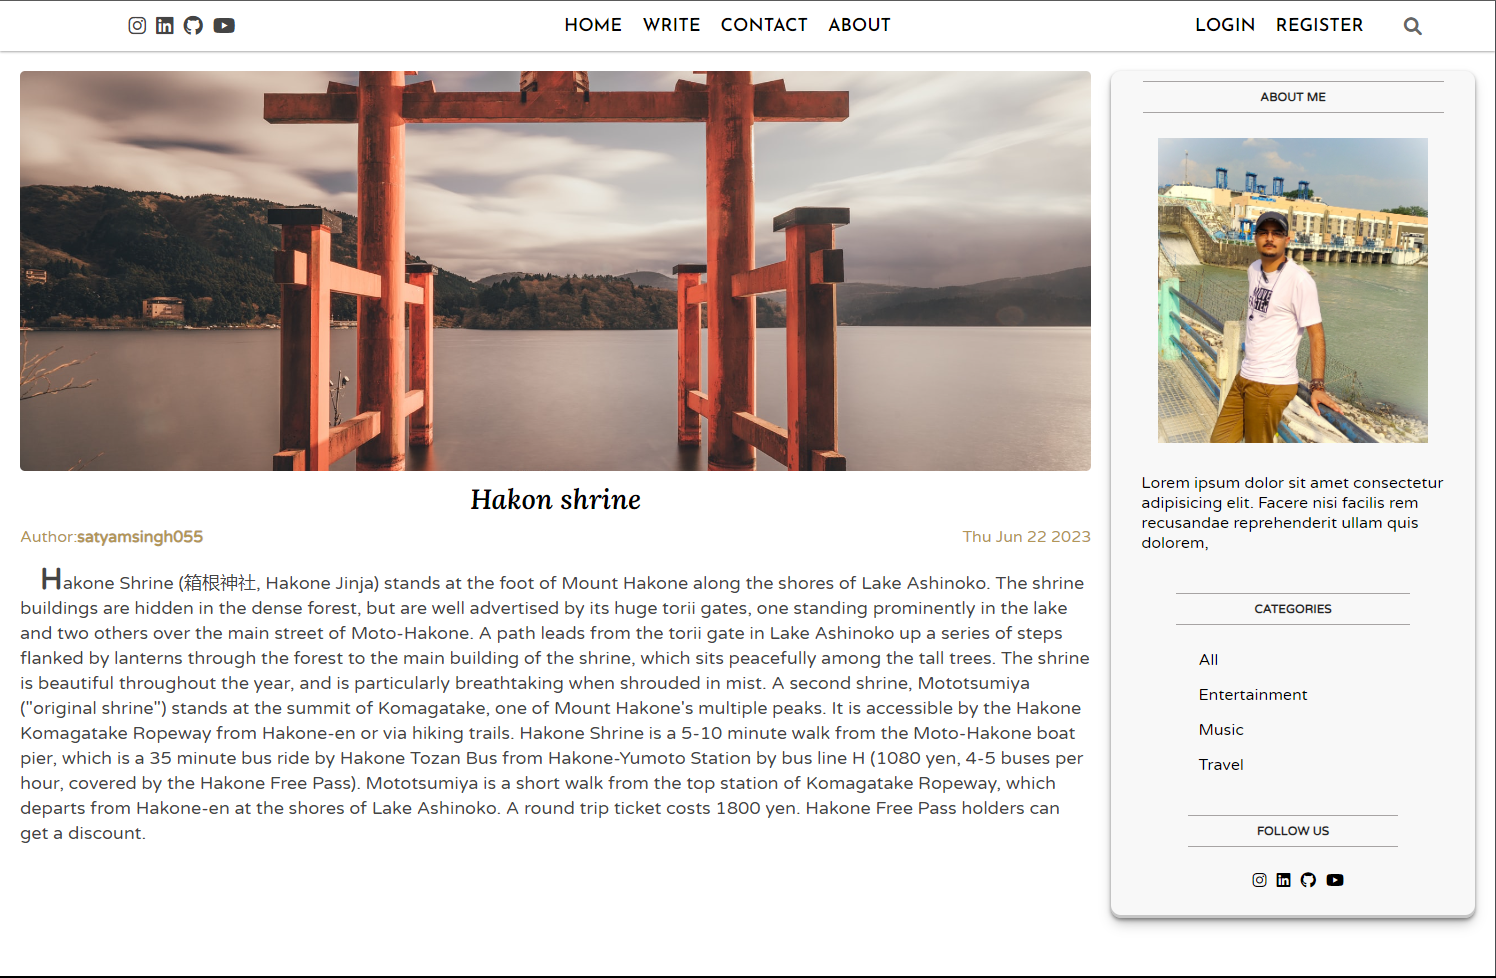 HOME WRITE CONTACT ABOUT
LOGIN REGISTER
Hakon shrine
Author:satyamsingh055
Thu Jun 22 2023
Hakone Shrine (箱根神社, Hakone Jinja) stands at the foot of Mount Hakone along the shores of Lake Ashinoko. The shrine
buildings are hidden in the dense forest, but are well advertised by its huge torii gates, one standing prominently in the lake
and two others over the main street of Moto-Hakone. A path leads from the torii gate in Lake Ashinoko up a series of steps
flanked by lanterns through the forest to the main building of the shrine, which sits peacefully among the tall trees. The shrine
is beautiful throughout the year, and is particularly breathtaking when shrouded in mist. A second shrine, Mototsumiya
("original shrine") stands at the summit of Komagatake, one of Mount Hakone's multiple peaks. It is accessible by the Hakone
Komagatake Ropeway from Hakone-en or via hiking trails. Hakone Shrine is a 5-10 minute walk from the Moto-Hakone boat
pier, which is a 35 minute bus ride by Hakone Tozan Bus from Hakone-Yumoto Station by bus line H (1080 yen, 4-5 buses per
hour, covered by the Hakone Free Pass). Mototsumiya is a short walk from the top station of Komagatake Ropeway, which
departs from Hakone-en at the shores of Lake Ashinoko. A round trip ticket costs 1800 yen. Hakone Free Pass holders can
get a discount.
ABOUT ME
Lorem ipsum dolor sit amet consectetur
adipisicing elit. Facere nisi facilis rem
recusandae reprehenderit ullam quis
dolorem,
CATEGORIES
All
Entertainment
Music
Travel
FOLLOW US